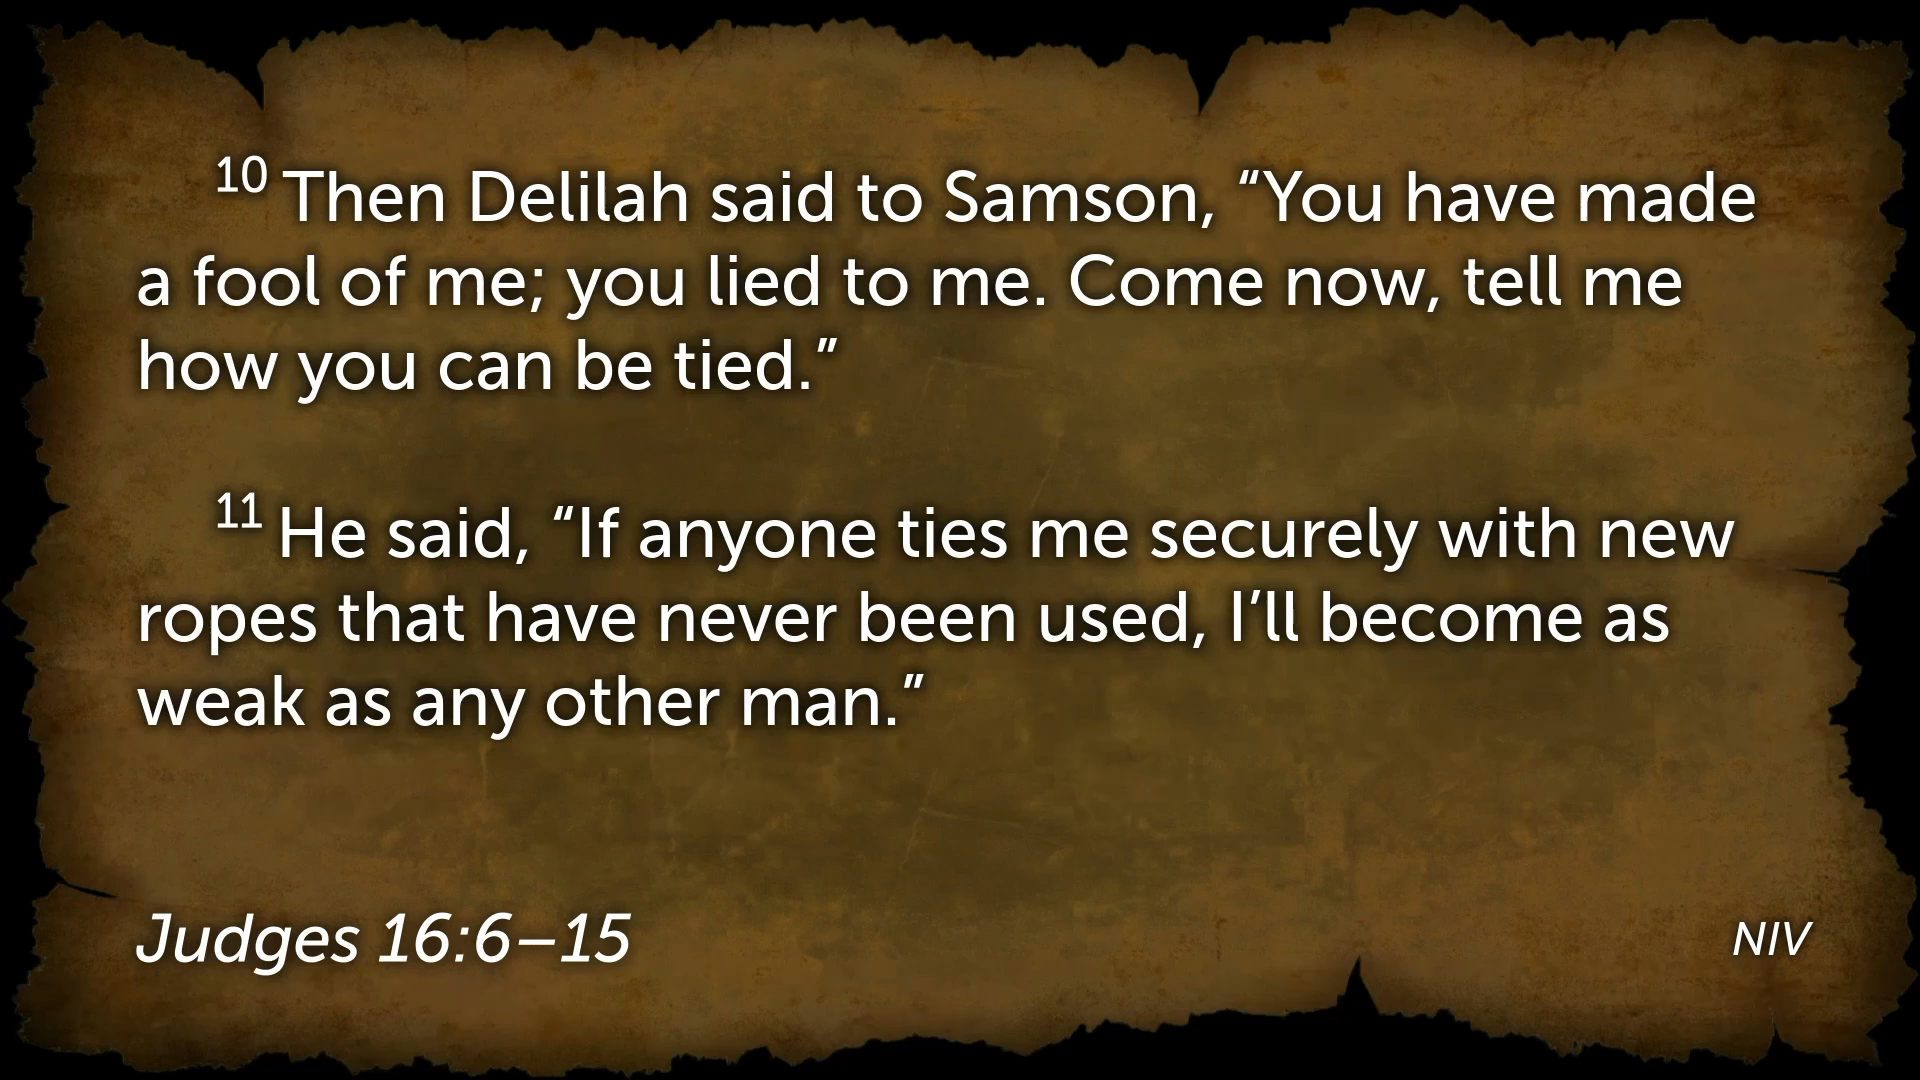 10 Then Delilah said to Samson, “You have made
a fool of me; you lied to me. Come now, tell me
how you can be tied.”
11 He said, “If anyone ties me securely with new
ropes that have never been used, I’ll become as
weak as any other man.”
Judges 16:6–15
NIV